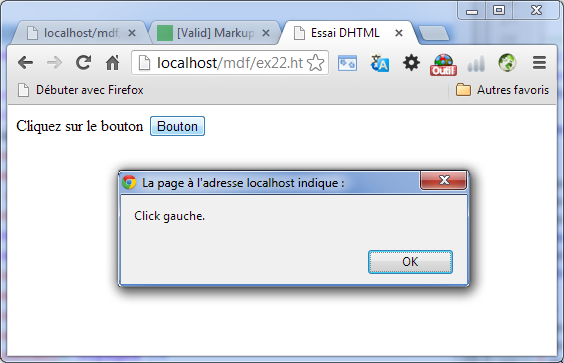 localhost/mdf
[Valid] Markup
Essai DHTML
localhost/mdf/ex22.ht
Outif
Débuter avec Firefox
Autres favoris
Cliquez sur le bouton Bouton
La page à l'adresse localhost indique :
Click gauche.
OK